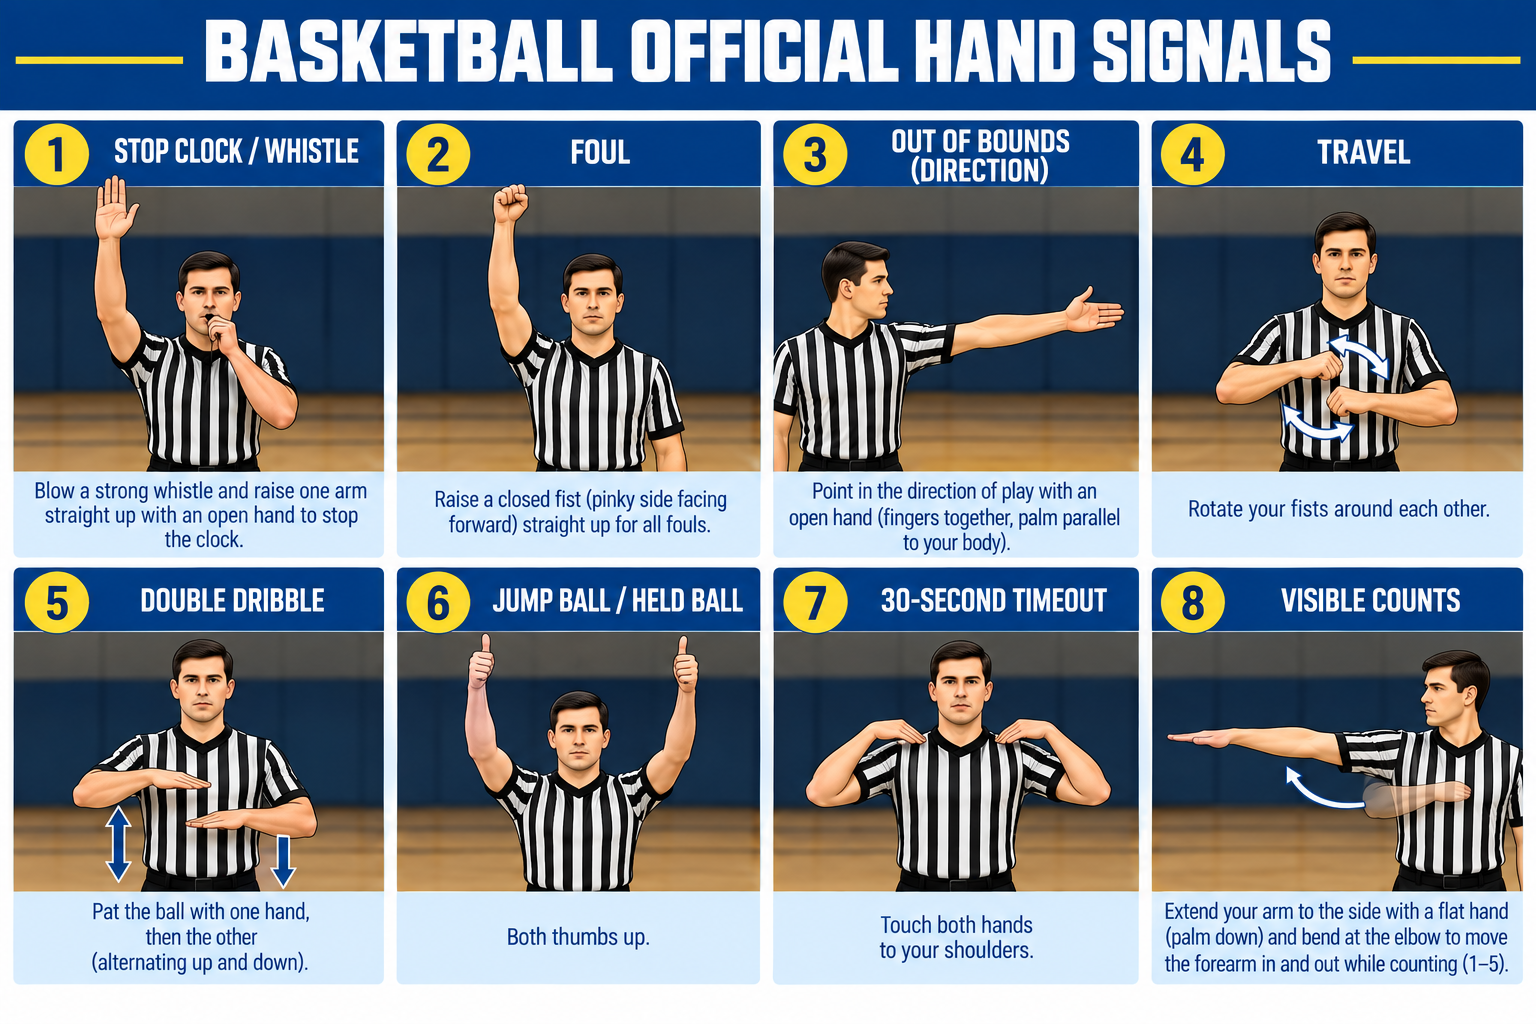 BASKETBALL OFFICIAL HAND SIGNALS
1
STOP CLOCK / WHISTLE
Blow a strong whistle and raise one arm
straight up with an open hand to stop
the clock.
2
FOUL
Raise a closed fist (pinky side facing
forward) straight up for all fouls.
3
OUT OF BOUNDS
(DIRECTION)
Point in the direction of play with an
open hand (fingers together, palm parallel
to your body).
4
TRAVEL
Rotate your fists around each other.
5
DOUBLE DRIBBLE
Pat the ball with one hand,
then the other
(alternating up and down).
6
JUMP BALL / HELD BALL
Both thumbs up.
7
30-SECOND TIMEOUT
Touch both hands
to your shoulders.
8
VISIBLE COUNTS
Extend your arm to the side with a flat hand
(palm down) and bend at the elbow to move
the forearm in and out while counting (1–5).